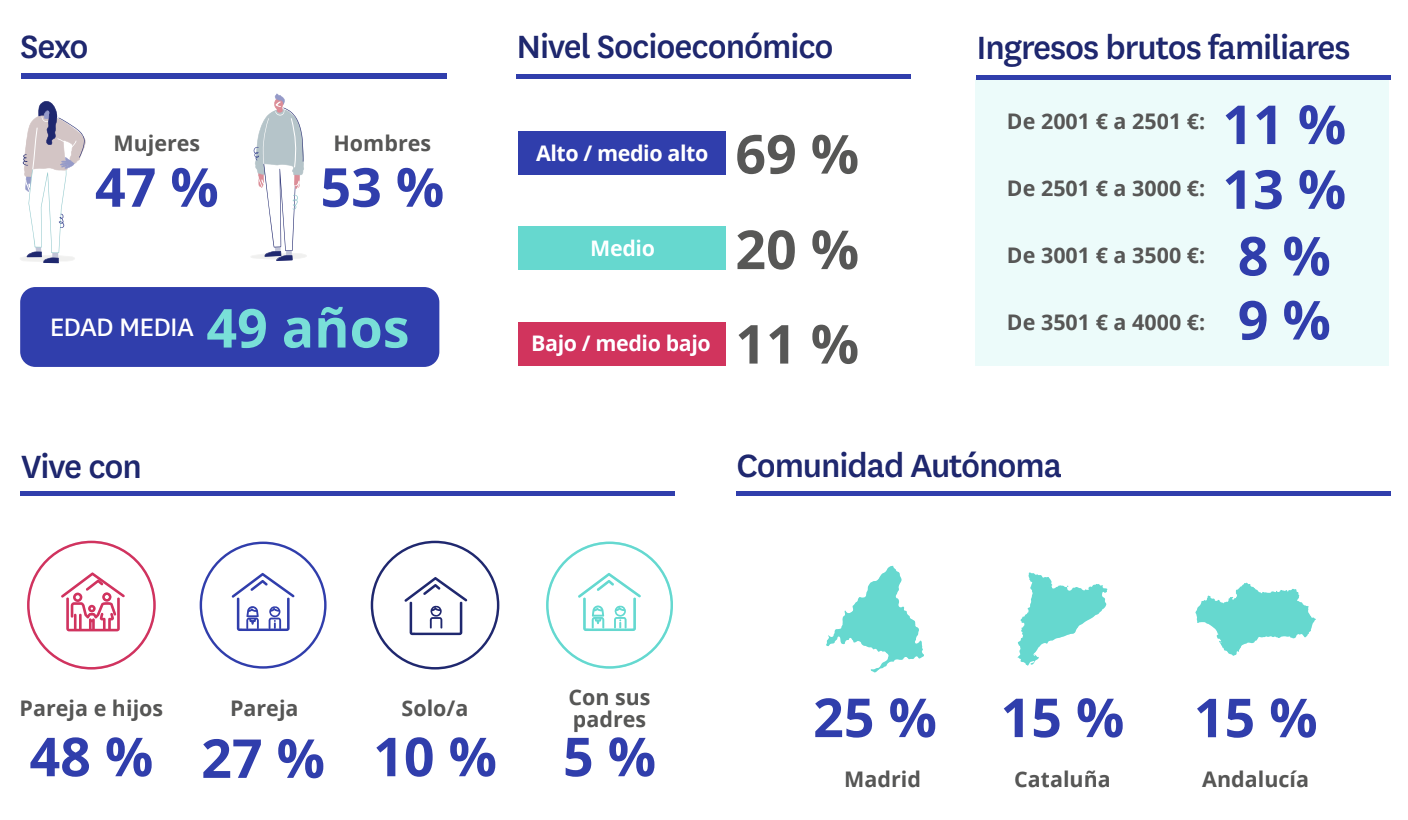 Sexo
Mujeres
47 %
Hombres
53 %
EDAD MEDIA 49 años
Nivel Socioeconómico
Alto / medio alto 69 %
Medio 20 %
Bajo / medio bajo 11 %
Ingresos brutos familiares
De 2001 € a 2501 €: 11 %
De 2501 € a 3000 €: 13 %
De 3001 € a 3500 €: 8 %
De 3501 € a 4000 €: 9 %
Vive con
Pareja e hijos
48 %
Pareja
27 %
Solo/a
10 %
Con sus
padres
5 %
Comunidad Autónoma
25 %
Madrid
15 %
Cataluña
15 %
Andalucía